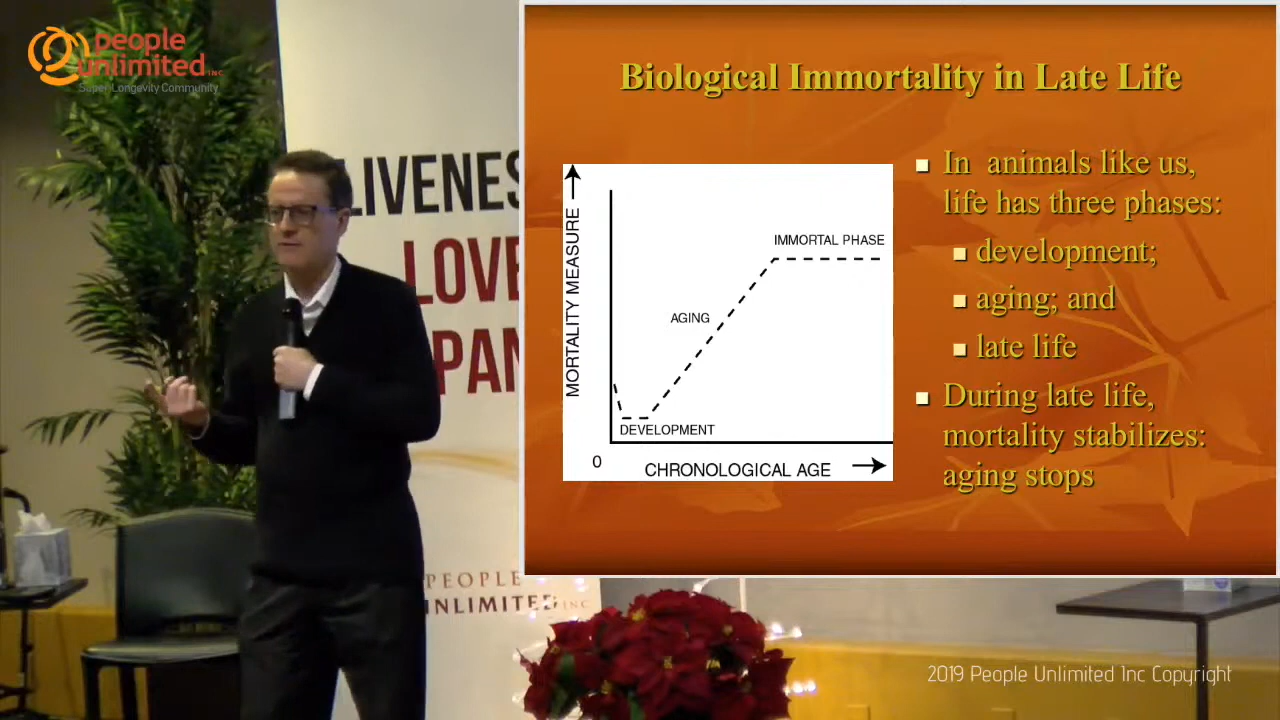 people
unlimited INC
Super Longevity Community
LIVENES
LOVE
PAN
PEOPLE
UNLIMITED INC
Biological Immortality in Late Life
MORTALITY MEASURE
IMMORTAL PHASE
AGING
DEVELOPMENT
0
CHRONOLOGICAL AGE
In animals like us,
life has three phases:
development;
aging; and
late life
During late life,
mortality stabilizes:
aging stops
2019 People Unlimited Inc Copyright